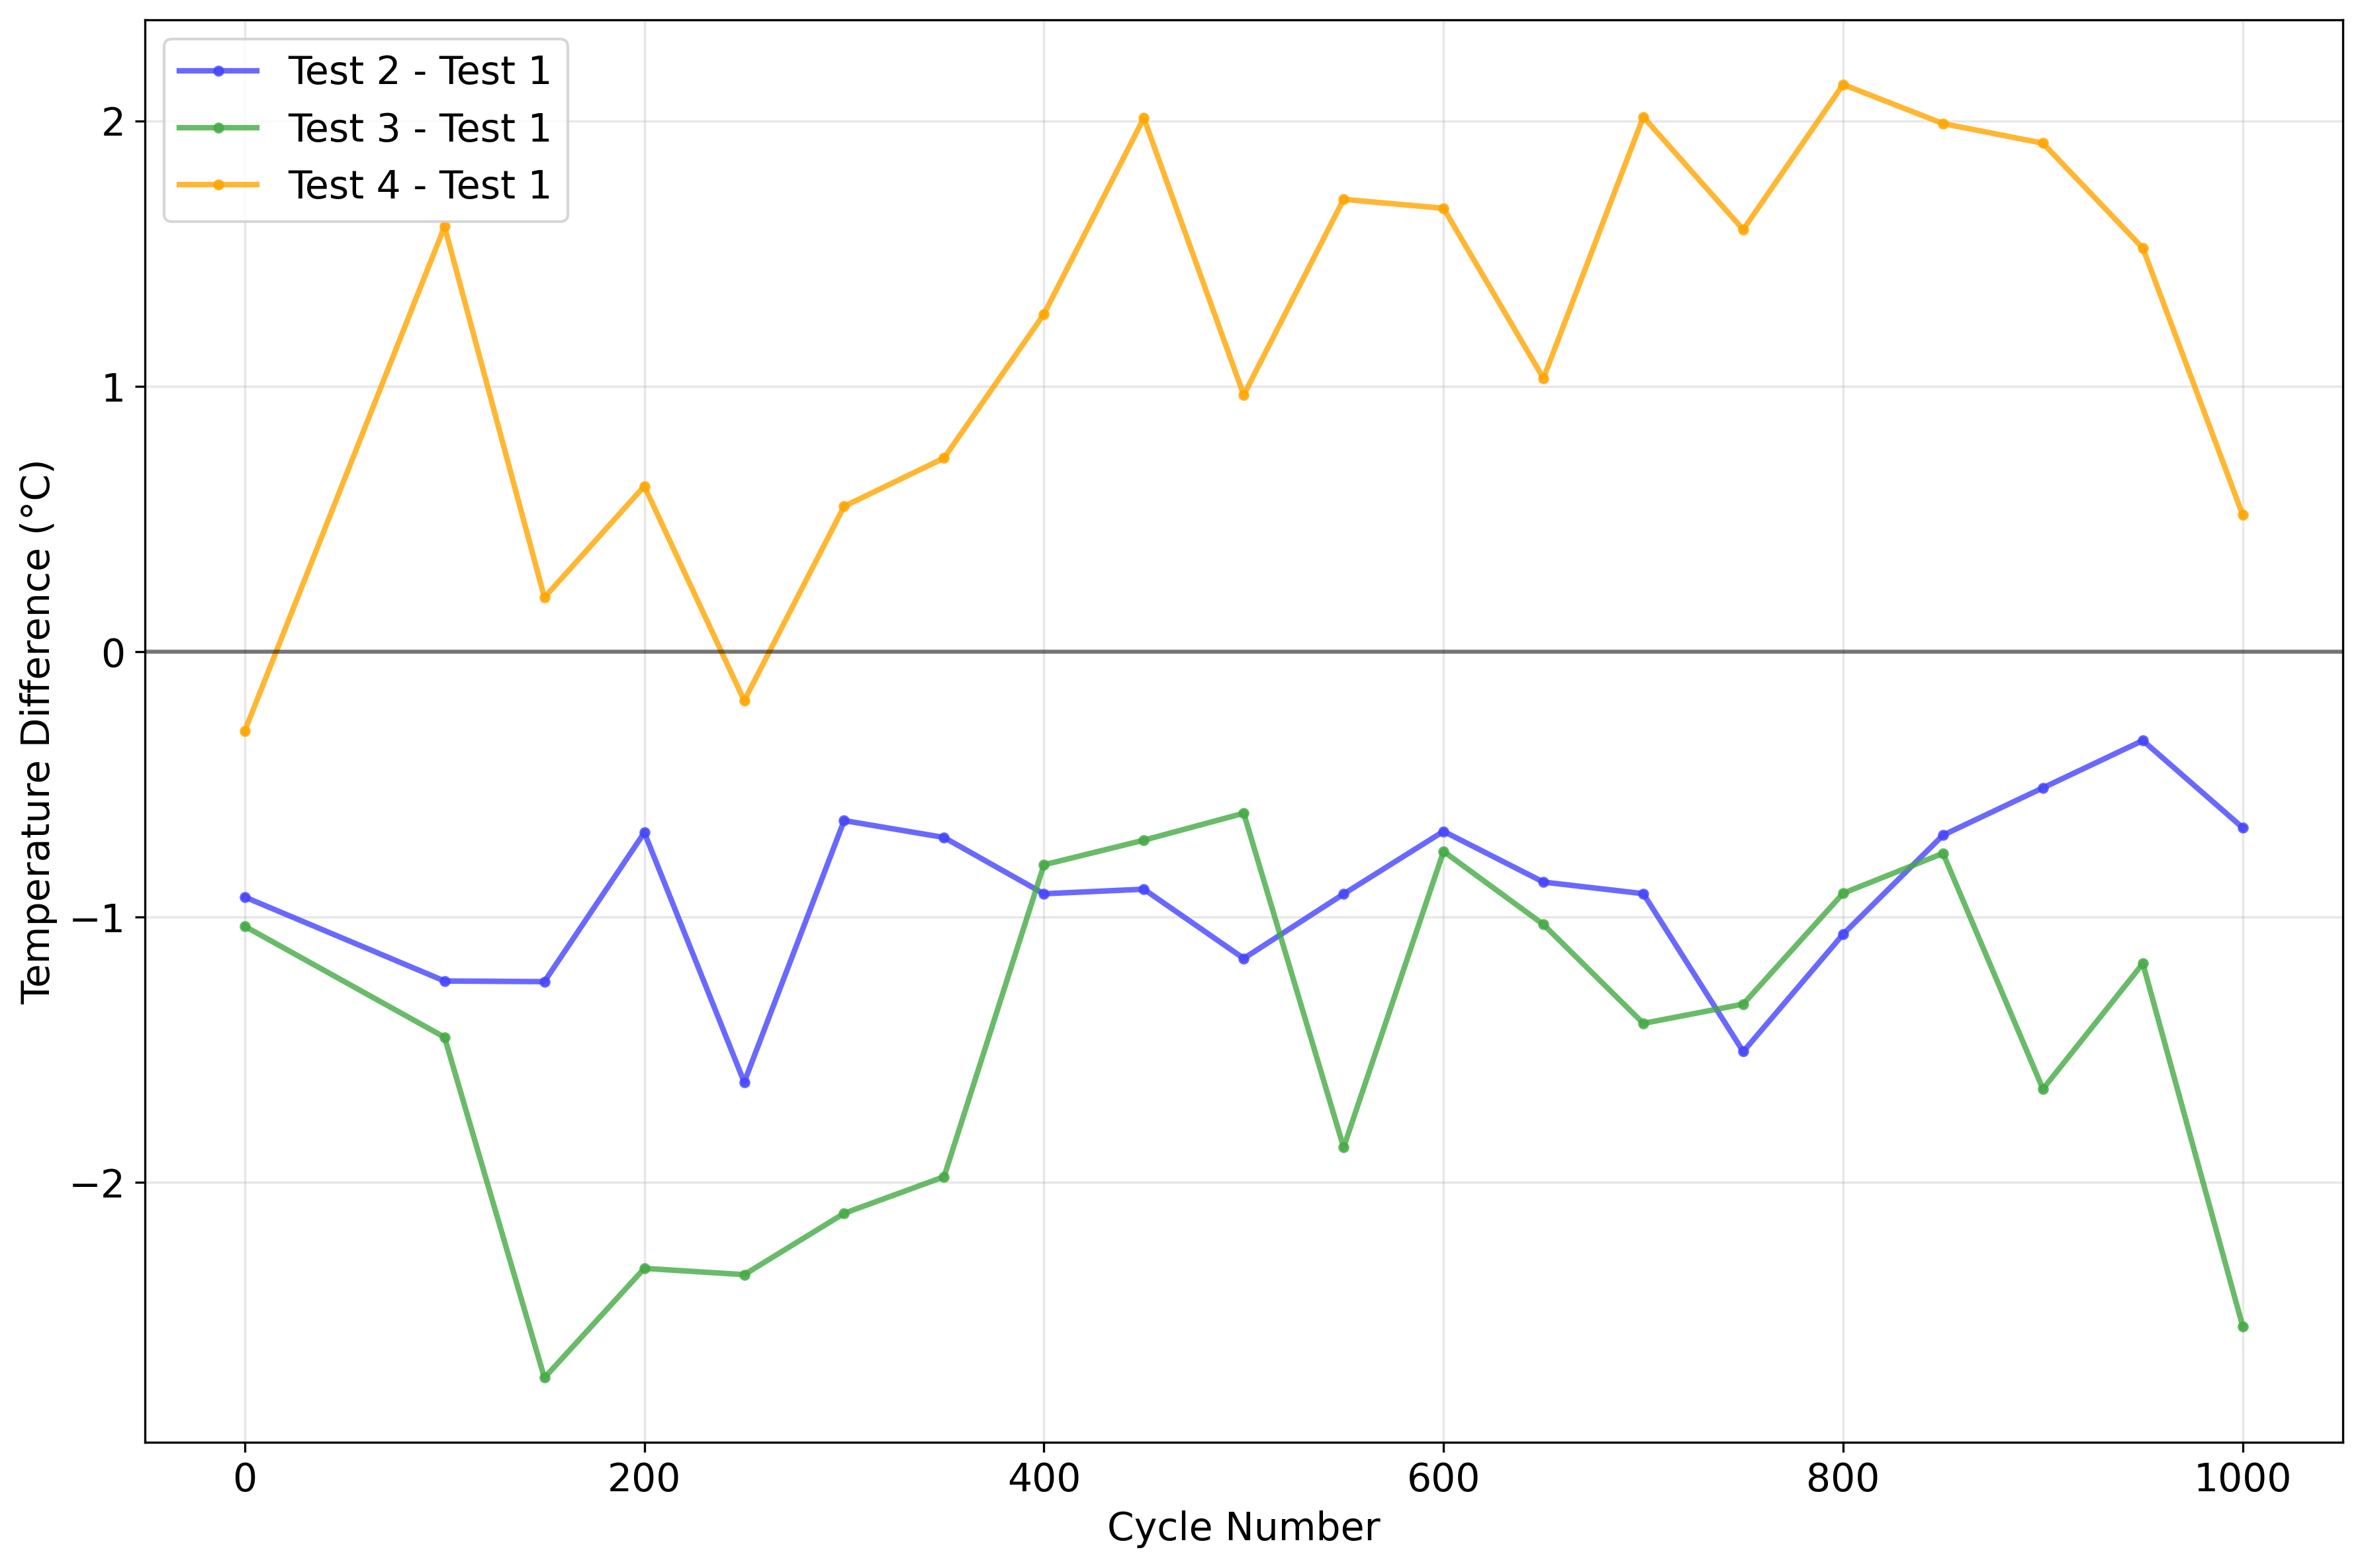 Test 2 - Test 1
Test 3 - Test 1
Test 4 - Test 1
Temperature Difference (°C)
2
1
0
−1
−2
0 200 400 600 800 1000
Cycle Number